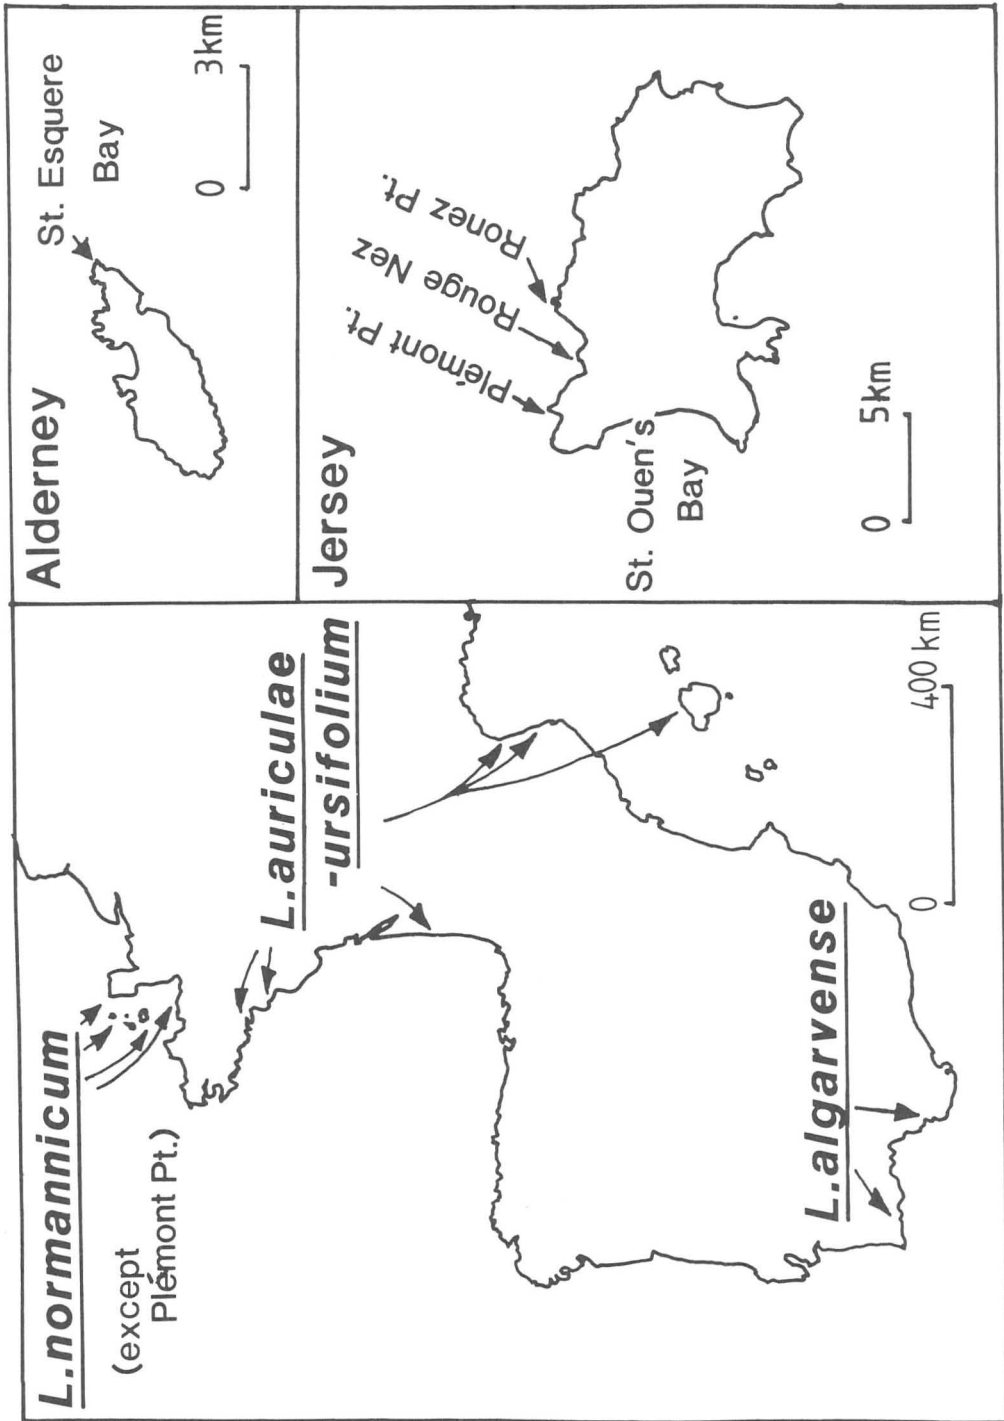 L.normannicum
(except
Plémont Pt.)
L.auriculae
-ursifolium
L.algarvense
0 400 km
Alderney
St. Esquere
Bay
0 3km
Jersey
Plémont Pt.
Rouge Nez
Ronez Pt.
St. Ouen's
Bay
0 5km